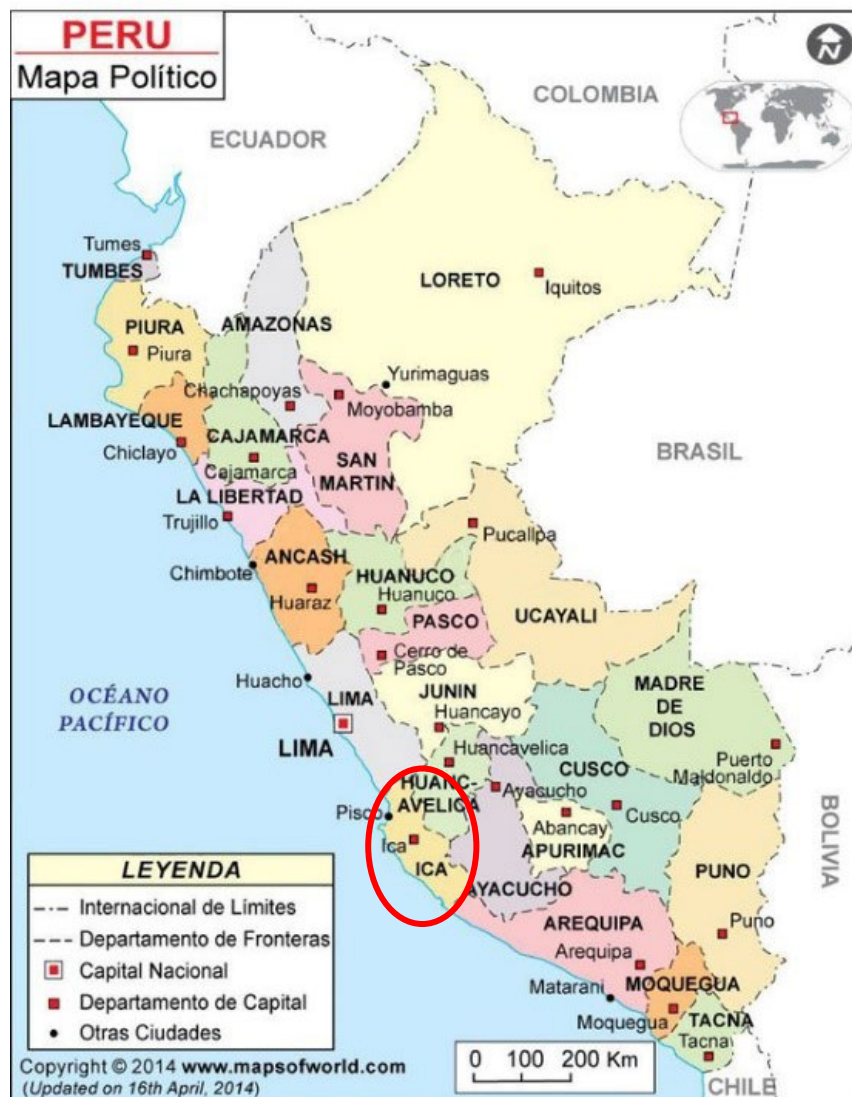 PERU
Mapa Político
N
COLOMBIA
ECUADOR
Tumes
TUMBES
LORETO
Iquitos
PIURA
Piura
AMAZONAS
Yurimaguas
Chachapoyas
Moyobamba
LAMBAYEQUE
Chiclayo
CAJAMARCA
Cajamarca
SAN
MARTIN
BRASIL
LA LIBERTAD
Trujillo
Pucallpa
ANCASH
Chimbote
Huaraz
HUANUCO
Huanuco
UCAYALI
PASCO
Cerro de
Pasco
Huacho
OCÉANO
PACÍFICO
LIMA
LIMA
JUNIN
Huancayo
MADRE
DE
DIOS
Huancavelica
Puerto
Maldonaldo
CUSCO
HUANC-
AVELICA
Ayacucho
Cusco
Pisco
Abancay
APURIMAC
Ica
ICA
AYACUCHO
BOLIVIA
PUNO
Puno
AREQUIPA
Arequipa
MOQUEGUA
Matarani
Moquegua
TACNA
Tacna
CHILE
LEYENDA
Internacional de Limites
Departamento de Fronteras
Capital Nacional
Departamento de Capital
Otras Ciudades
0 100 200 Km
Copyright © 2014 www.mapsofworld.com
(Updated on 16th April, 2014)